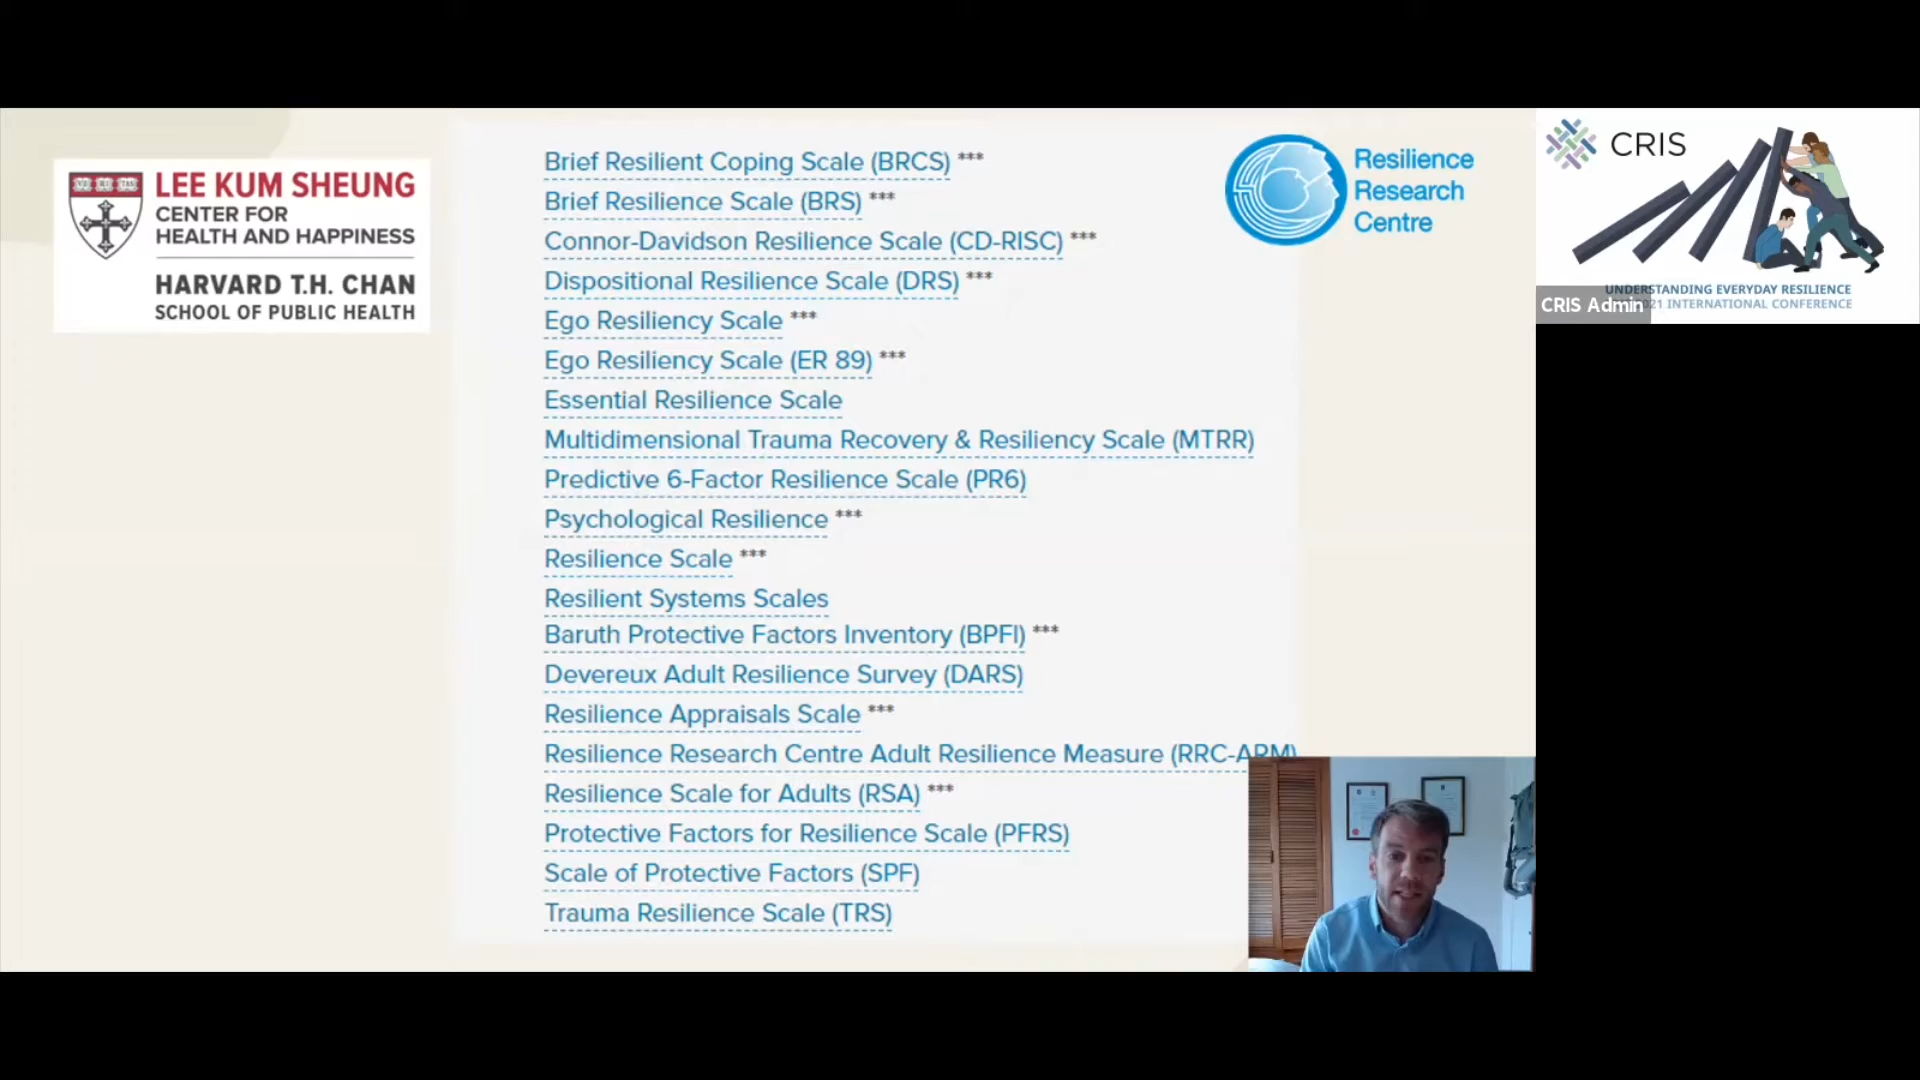 LEE KUM SHEUNG
CENTER FOR
HEALTH AND HAPPINESS
HARVARD T.H. CHAN
SCHOOL OF PUBLIC HEALTH
Brief Resilient Coping Scale (BRCS) ***
Brief Resilience Scale (BRS) ***
Connor-Davidson Resilience Scale (CD-RISC) ***
Dispositional Resilience Scale (DRS) ***
Ego Resiliency Scale ***
Ego Resiliency Scale (ER 89) ***
Essential Resilience Scale
Multidimensional Trauma Recovery & Resiliency Scale (MTRR)
Predictive 6-Factor Resilience Scale (PR6)
Psychological Resilience ***
Resilience Scale ***
Resilient Systems Scales
Baruth Protective Factors Inventory (BPFI) ***
Devereux Adult Resilience Survey (DARS)
Resilience Appraisals Scale ***
Resilience Research Centre Adult Resilience Measure (RRC-ARM)
Resilience Scale for Adults (RSA) ***
Protective Factors for Resilience Scale (PFRS)
Scale of Protective Factors (SPF)
Trauma Resilience Scale (TRS)
Resilience
Research
Centre
CRIS
UNDERSTANDING EVERYDAY RESILIENCE
021 INTERNATIONAL CONFERENCE
CRIS Admin